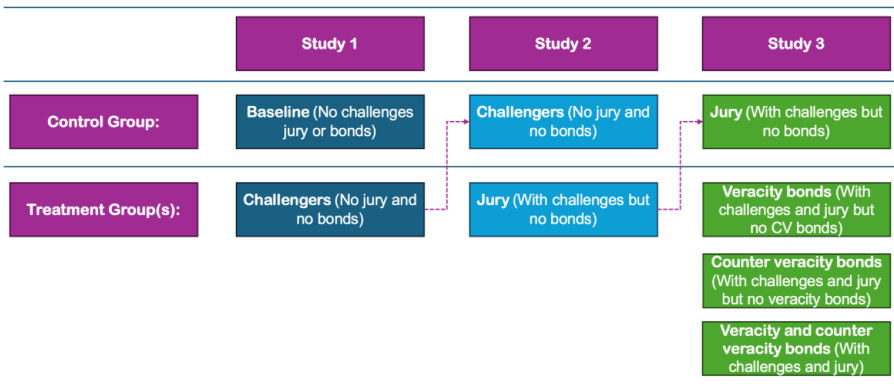 Study 1
Study 2
Study 3
Control Group:
Baseline (No challenges
jury or bonds)
Challengers (No jury and
no bonds)
Jury (With challenges but
no bonds)
Treatment Group(s):
Challengers (No jury and
no bonds)
Jury (With challenges but
no bonds)
Veracity bonds (With
challenges and jury but
no CV bonds)
Counter veracity bonds
(With challenges and jury
but no veracity bonds)
Veracity and counter
veracity bonds (With
challenges and jury)